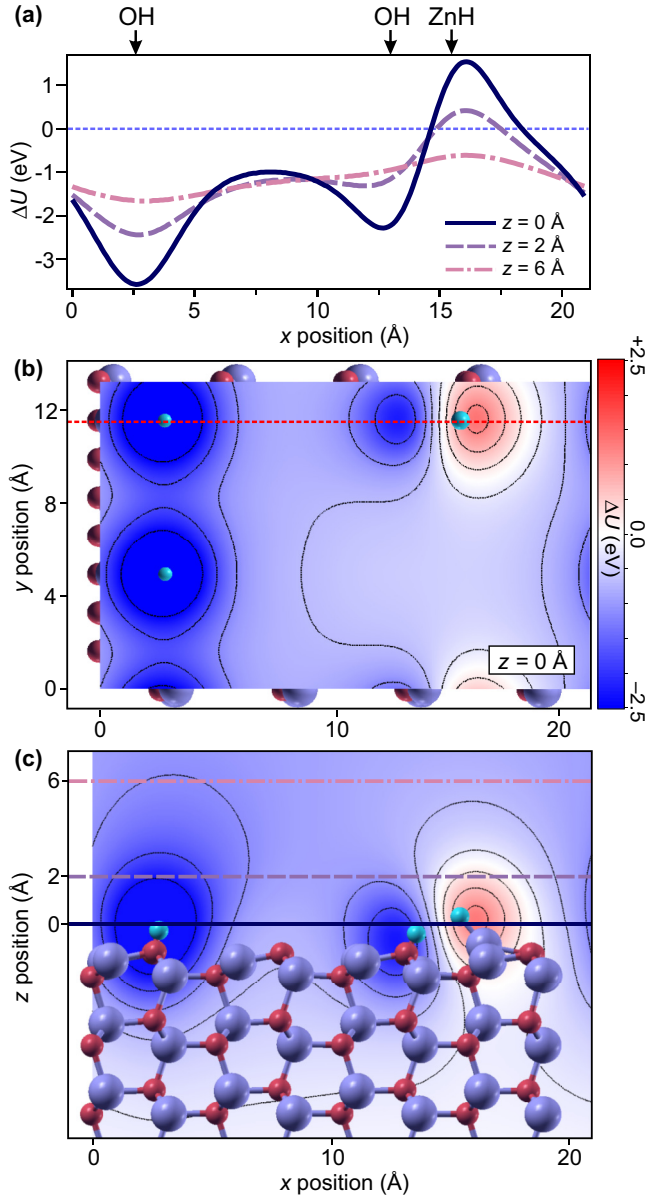 (a)
OH OH ZnH
1
0
-1
-2
-3
ΔU (eV)
z = 0 Å
z = 2 Å
z = 6 Å
0 5 10 15 20
x position (Å)
(b)
12
8
4
0
y position (Å)
z = 0 Å
0 10 20
+2.5
0.0
−2.5
ΔU (eV)
(c)
6
2
0
z position (Å)
0 10 20
x position (Å)